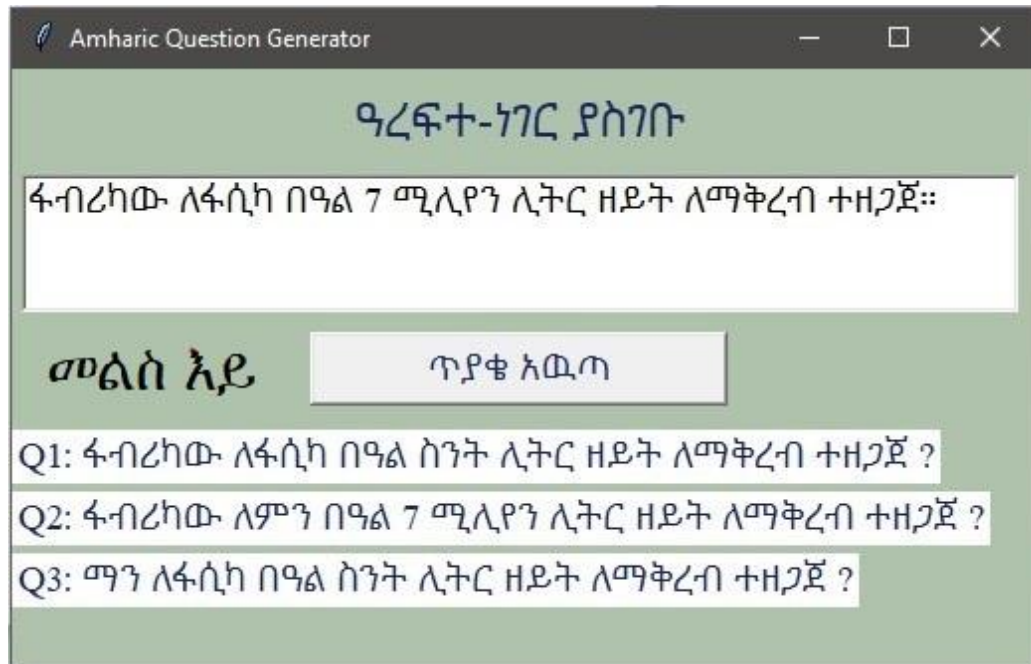 Amharic Question Generator
ዓረፍተ-ነገር ያስገቡ
ፋብሪካው ለፋሲካ በዓል 7 ሚሊየን ሊትር ዘይት ለማቅረብ ተዘጋጀ።
መልስ እይ
ጥያቄ አዉጣ
Q1: ፋብሪካው ለፋሲካ በዓል ስንት ሊትር ዘይት ለማቅረብ ተዘጋጀ ?
Q2: ፋብሪካው ለምን በዓል 7 ሚሊየን ሊትር ዘይት ለማቅረብ ተዘጋጀ ?
Q3: ማን ለፋሲካ በዓል ስንት ሊትር ዘይት ለማቅረብ ተዘጋጀ ?